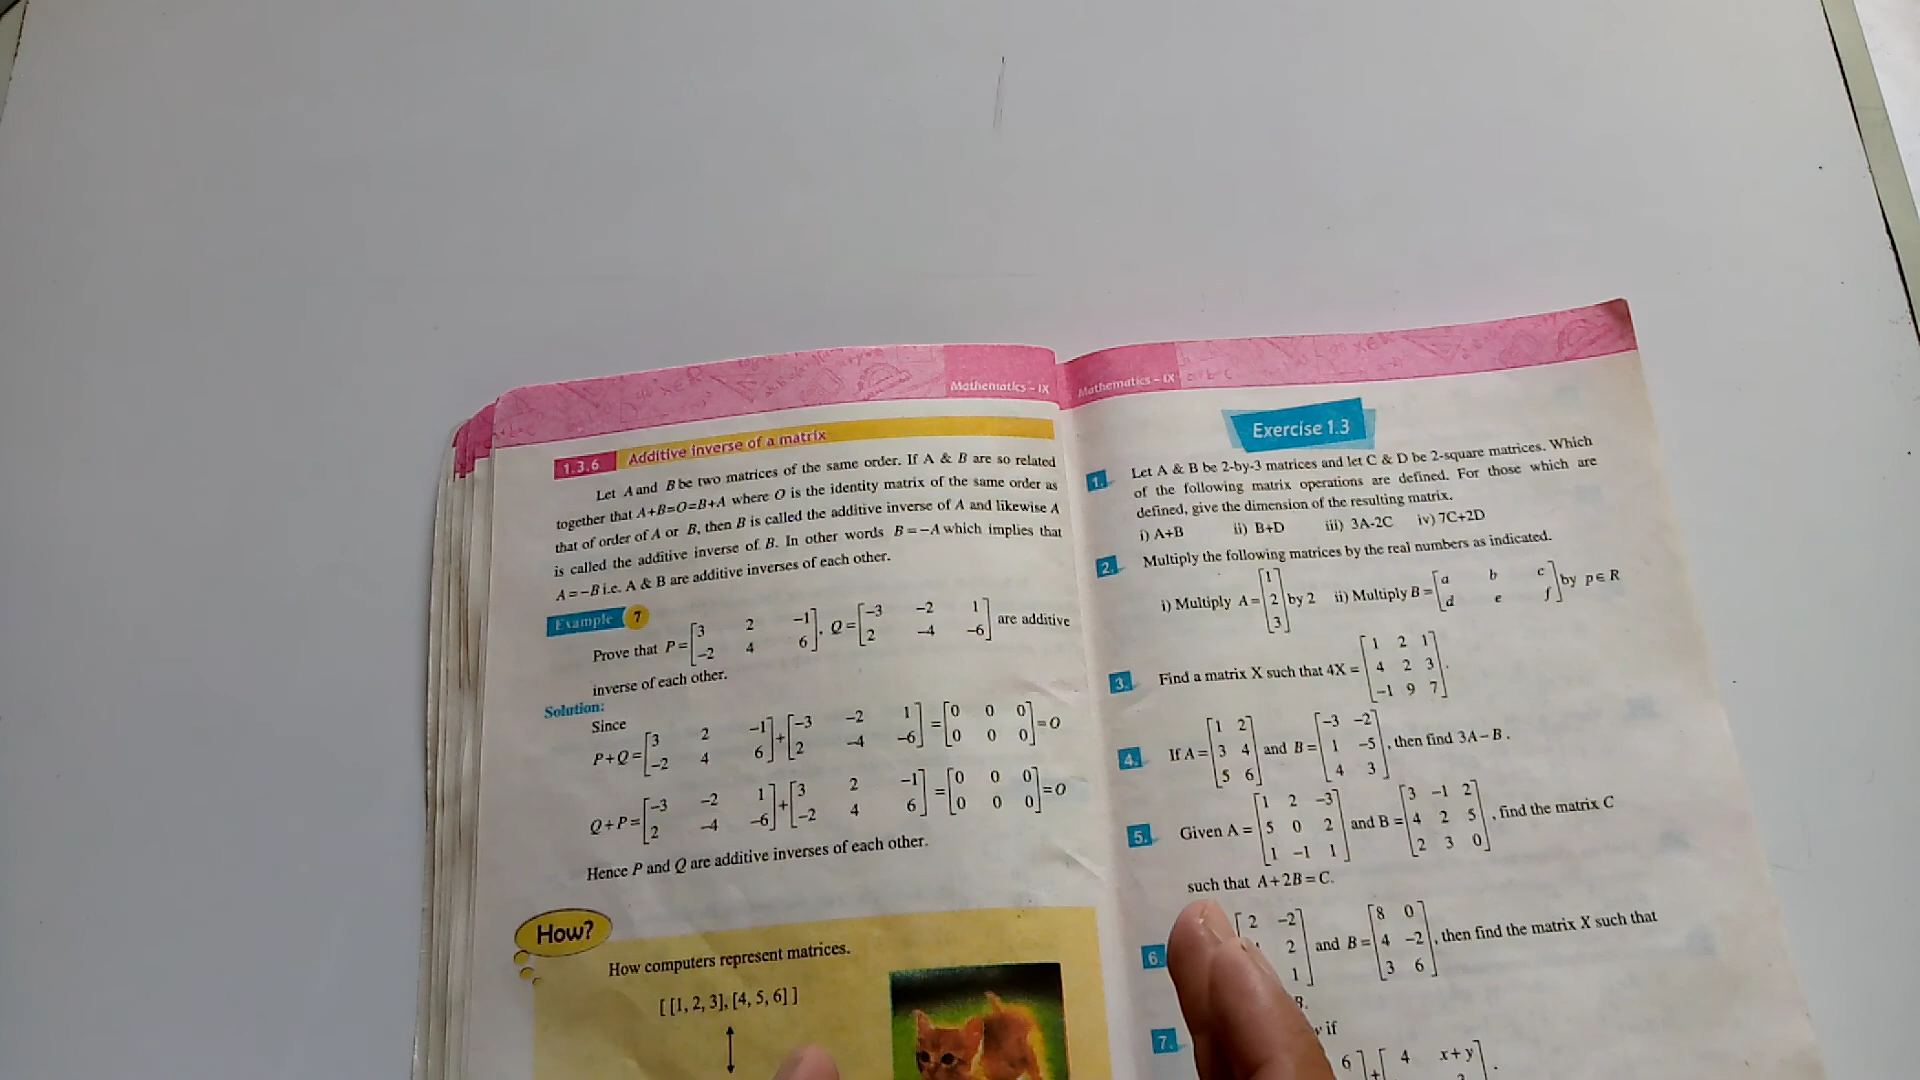 Mathematics – IX
1.3.6 Additive inverse of a matrix
Let A and B be two matrices of the same order. If A & B are so related
together that A+B=O=B+A where O is the identity matrix of the same order as
that of order of A or B, then B is called the additive inverse of A and likewise A
is called the additive inverse of B. In other words B=−A which implies that
A=−B i.e. A & B are additive inverses of each other.
Example 7
Prove that P=[3 2 −1; −2 4 6], Q=[−3 −2 1; 2 −4 −6] are additive
inverse of each other.
Solution:
Since
P+Q=[3 2 −1; −2 4 6]+[−3 −2 1; 2 −4 −6]=[0 0 0; 0 0 0]=O
Q+P=[−3 −2 1; 2 −4 −6]+[3 2 −1; −2 4 6]=[0 0 0; 0 0 0]=O
Hence P and Q are additive inverses of each other.
How?
How computers represent matrices.
[ [1, 2, 3], [4, 5, 6] ]
Mathematics – IX
Exercise 1.3
1. Let A & B be 2-by-3 matrices and let C & D be 2-square matrices. Which
of the following matrix operations are defined. For those which are
defined, give the dimension of the resulting matrix.
i) A+B ii) B+D iii) 3A-2C iv) 7C+2D
2. Multiply the following matrices by the real numbers as indicated.
i) Multiply A=[1; 2; 3] by 2 ii) Multiply B=[a b c; d e f] by p∈R
3. Find a matrix X such that 4X=[1 2 1; 4 2 3; −1 9 7].
4. If A=[1 2; 3 4; 5 6] and B=[−3 −2; 1 −5; 4 3], then find 3A−B.
5. Given A=[1 2 −3; 5 0 2; 1 −1 1] and B=[3 −1 2; 4 2 5; 2 3 0], find the matrix C
such that A+2B=C.
6. [2 −2; 2; 1] and B=[8 0; 4 −2; 3 6], then find the matrix X such that
7. if
6]+[4 x+y].